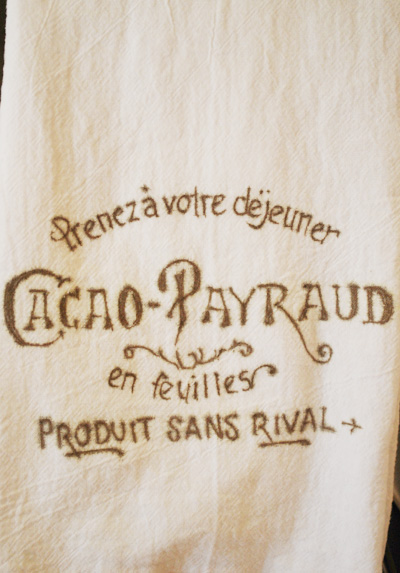 Prenez à votre déjeuner
CACAO-PAYRAUD
en feuilles
PRODUIT SANS RIVAL